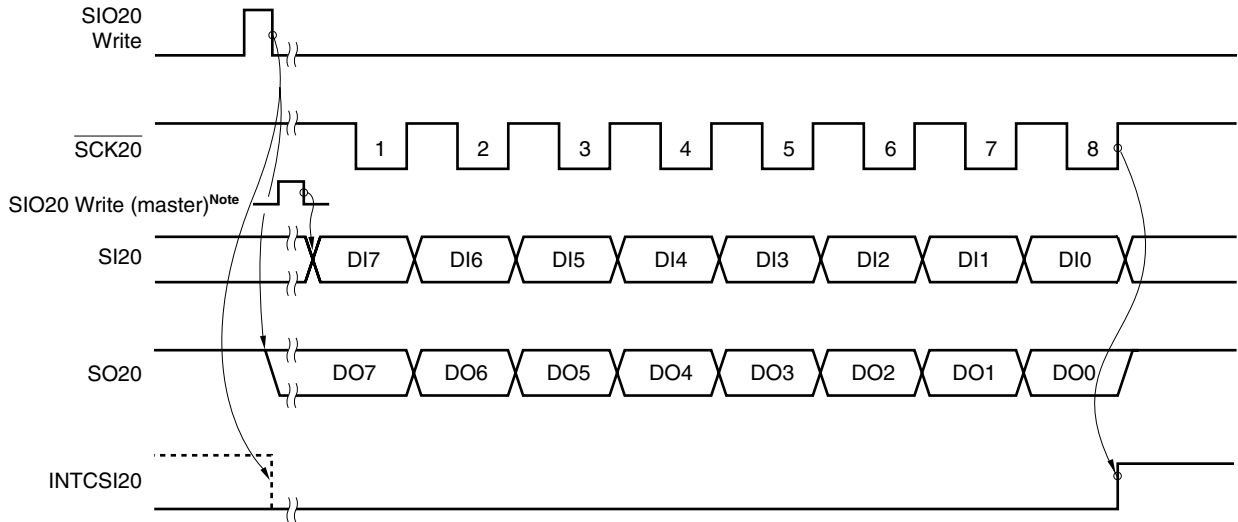 SIO20
Write
SCK20
1 2 3 4 5 6 7 8
SIO20 Write (master)Note
SI20
DI7 DI6 DI5 DI4 DI3 DI2 DI1 DI0
SO20
DO7 DO6 DO5 DO4 DO3 DO2 DO1 DO0
INTCSI20